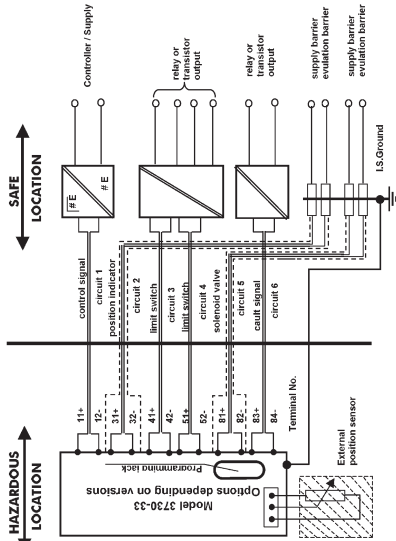 Controller / Supply
relay or
transistor
output
relay or
transistor
output
supply barrier
evulation barrier
supply barrier
evulation barrier
SAFE
LOCATION
# E
# E
I.S.Ground
control signal
circuit 1
position indicator
circuit 2
limit switch
circuit 3
limit switch
circuit 4
solenoid valve
circuit 5
cault signal
circuit 6
11+
12-
31+
32-
41+
42-
51+
52-
81+
82-
83+
84-
Terminal No.
HAZARDOUS
LOCATION
Programming jack
Options depending on versions
Model 3730-33
External
position sensor